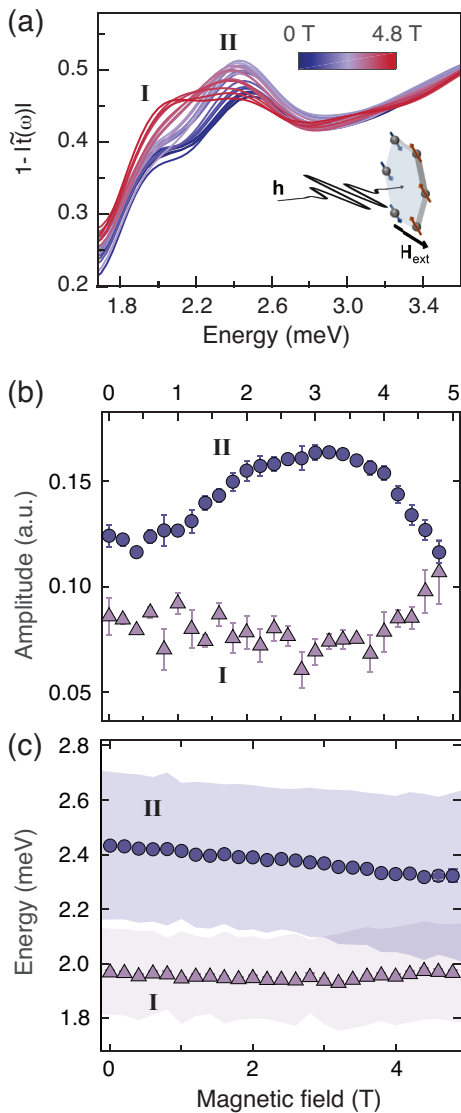 (a)
0 T 4.8 T
II
I
0.5
0.4
0.3
0.2
1-|t̃(ω)|
h
H_ext
1.8 2.4 3.0 3.4
Energy (meV)
(b)
0 1 2 3 4 5
II
0.15
0.10
0.05
Amplitude (a.u.)
I
(c)
2.8
2.6
2.4
2.2
2.0
1.8
Energy (meV)
II
I
0 2 4
Magnetic field (T)